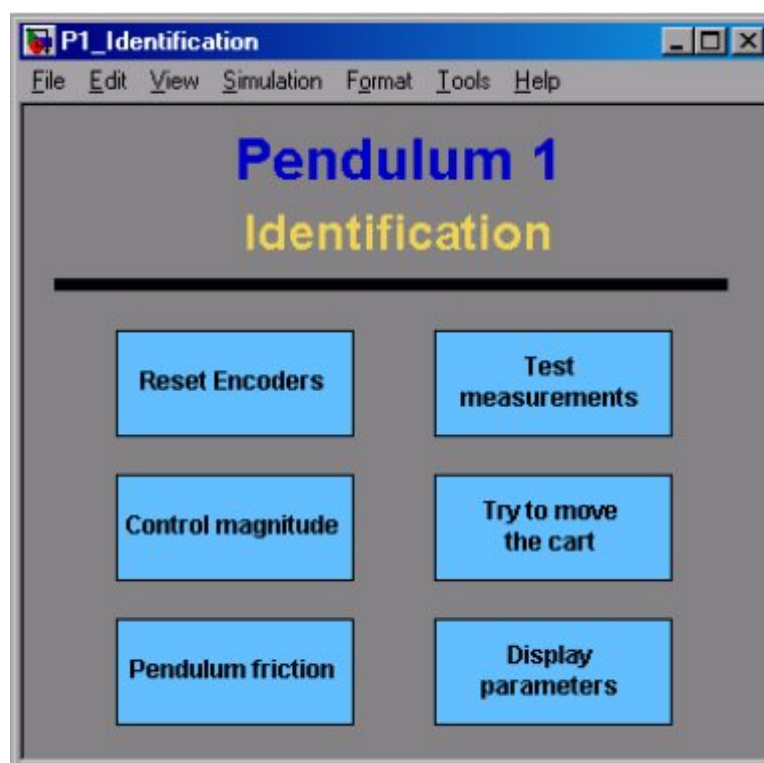 P1_Identification
File Edit View Simulation Format Tools Help
Pendulum 1
Identification
Reset Encoders
Test
measurements
Control magnitude
Try to move
the cart
Pendulum friction
Display
parameters